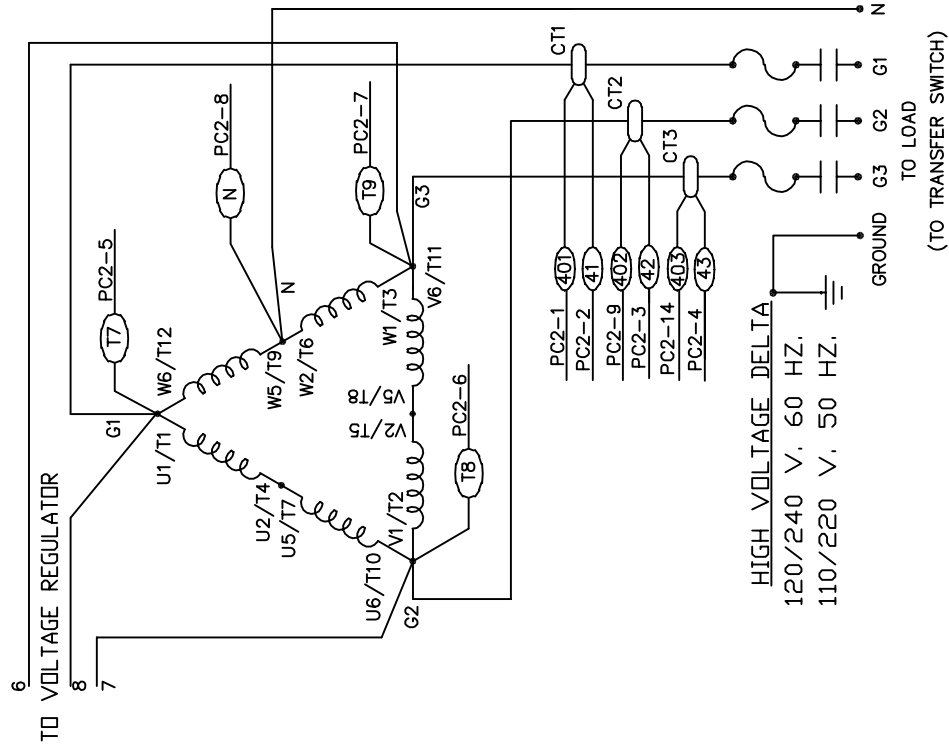 6
TO VOLTAGE REGULATOR
8
7
G1
T7
PC2-5
U1/T1
W6/T12
N
PC2-8
U2/T4
U5/T7
W5/T9
W2/T6
N
T9
PC2-7
W1/T3
V6/T11
G3
V5/T8
V2/T5
V1/T2
U6/T10
G2
T8
PC2-6
CT1
CT2
CT3
PC2-1
401
PC2-2
41
PC2-9
402
PC2-3
42
PC2-14
403
PC2-4
43
N
G1
G2
G3
TO LOAD
(TO TRANSFER SWITCH)
GROUND
HIGH VOLTAGE DELTA
120/240 V. 60 HZ.
110/220 V. 50 HZ.